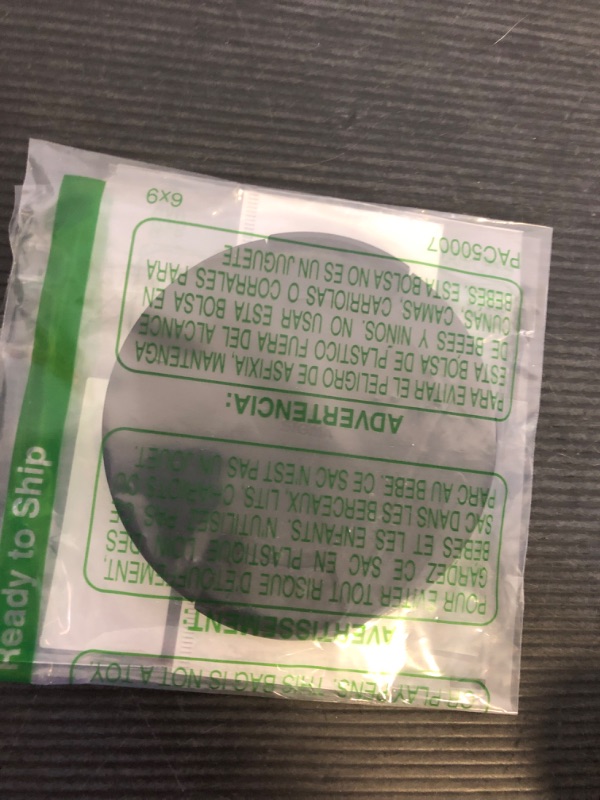 OR PLAY PENS. THIS BAG IS NOT A TOY.
AVERTISSEMENT:
POUR EVITER TOUT RISQUE D'ETOUFFEMENT.
GARDEZ CE SAC EN PLASTIQUE LOIN DES
BEBES ET LES ENFANTS. N'UTILISEZ PAS
SAC DANS LES BERCEAUX, LITS, CHARIOTS OU
PARC AU BEBE. CE SAC N'EST PAS UN JOUET.
ADVERTENCIA:
PARA EVITAR EL PELIGRO DE ASFIXIA, MANTENGA
ESTA BOLSA DE PLASTICO FUERA DEL ALCANCE
DE BEBES Y NINOS. NO USAR ESTA BOLSA EN
CUNAS, CAMAS, CARRIOLAS O CORRALES PARA
BEBES. ESTA BOLSA NO ES UN JUGUETE
PAC50007 6x9
Ready to Ship